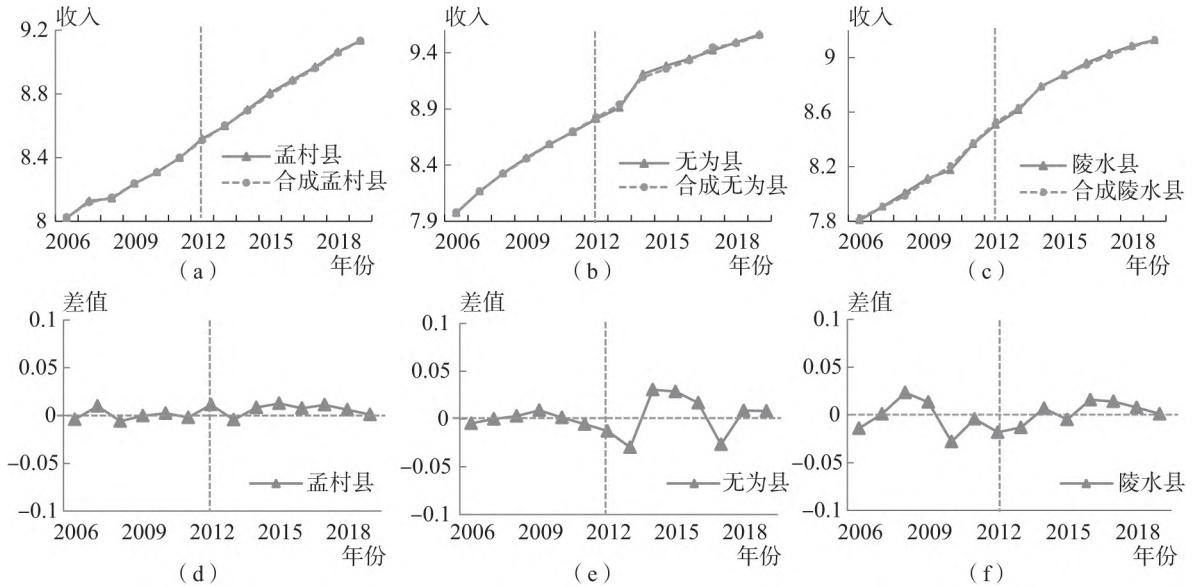 收入
9.2
8.8
8.4
8
孟村县
合成孟村县
2006 2009 2012 2015 2018
年份
（a）
收入
9.4
8.9
8.4
7.9
无为县
合成无为县
2006 2009 2012 2015 2018
年份
（b）
收入
9
8.6
8.2
7.8
陵水县
合成陵水县
2006 2009 2012 2015 2018
年份
（c）
差值
0.1
0.05
0
−0.05
−0.1
孟村县
2006 2009 2012 2015 2018
年份
（d）
差值
0.1
0.05
0
−0.05
−0.1
无为县
2006 2009 2012 2015 2018
年份
（e）
差值
0.1
0.05
0
−0.05
−0.1
陵水县
2006 2009 2012 2015 2018
年份
（f）